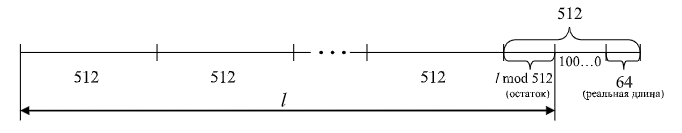 512
512 512 ... 512 l mod 512 100...0 64
(остаток) (реальная длина)
l